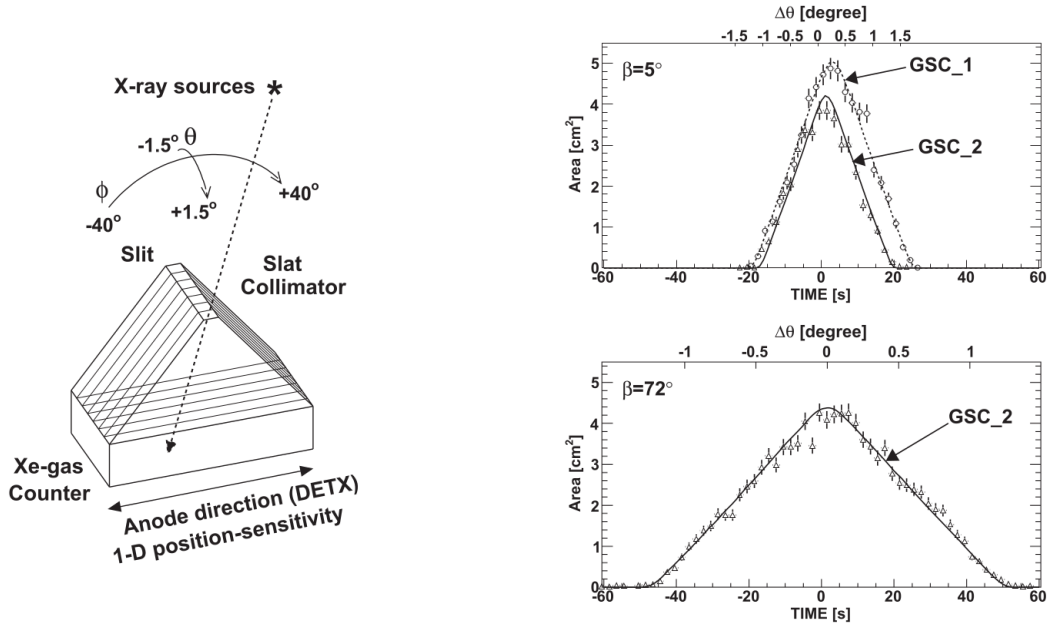 X-ray sources
-1.5° θ
ϕ
-40°
+1.5°
+40°
Slit
Slat
Collimator
Xe-gas
Counter
Anode direction (DETX)
1-D position-sensitivity
Δθ [degree]
-1.5 -1 -0.5 0 0.5 1 1.5
β=5°
GSC_1
GSC_2
Area [cm²]
5
4
3
2
1
0
-60 -40 -20 0 20 40 60
TIME [s]
Δθ [degree]
-1 -0.5 0 0.5 1
β=72°
GSC_2
Area [cm²]
5
4
3
2
1
0
-60 -40 -20 0 20 40 60
TIME [s]